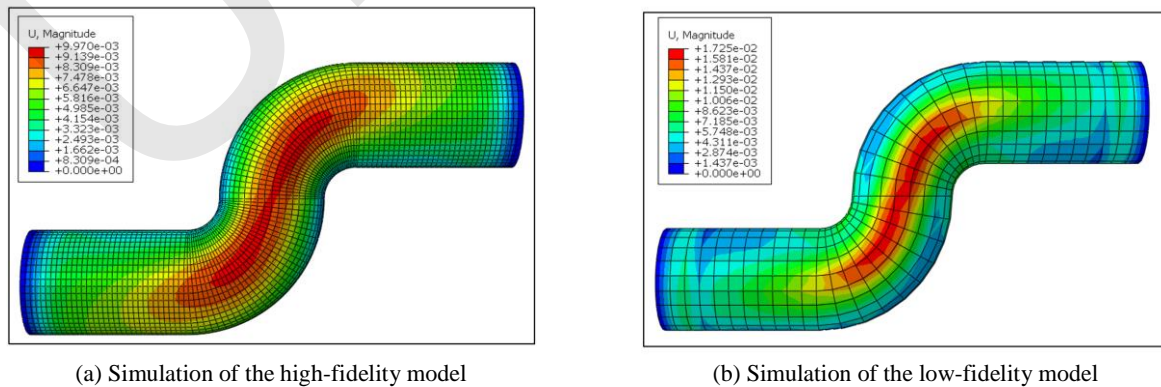 U, Magnitude
+9.970e-03
+9.139e-03
+8.309e-03
+7.478e-03
+6.647e-03
+5.816e-03
+4.985e-03
+4.154e-03
+3.323e-03
+2.493e-03
+1.662e-03
+8.309e-04
+0.000e+00
U, Magnitude
+1.725e-02
+1.581e-02
+1.437e-02
+1.293e-02
+1.150e-02
+1.006e-02
+8.623e-03
+7.185e-03
+5.748e-03
+4.311e-03
+2.874e-03
+1.437e-03
+0.000e+00
(a) Simulation of the high-fidelity model
(b) Simulation of the low-fidelity model